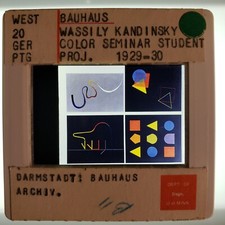 WEST
20
GER
PTG
BAUHAUS
WASSILY KANDINSKY
COLOR SEMINAR STUDENT
PROJ. 1929-30
DARMSTADT: BAUHAUS
ARCHIV.